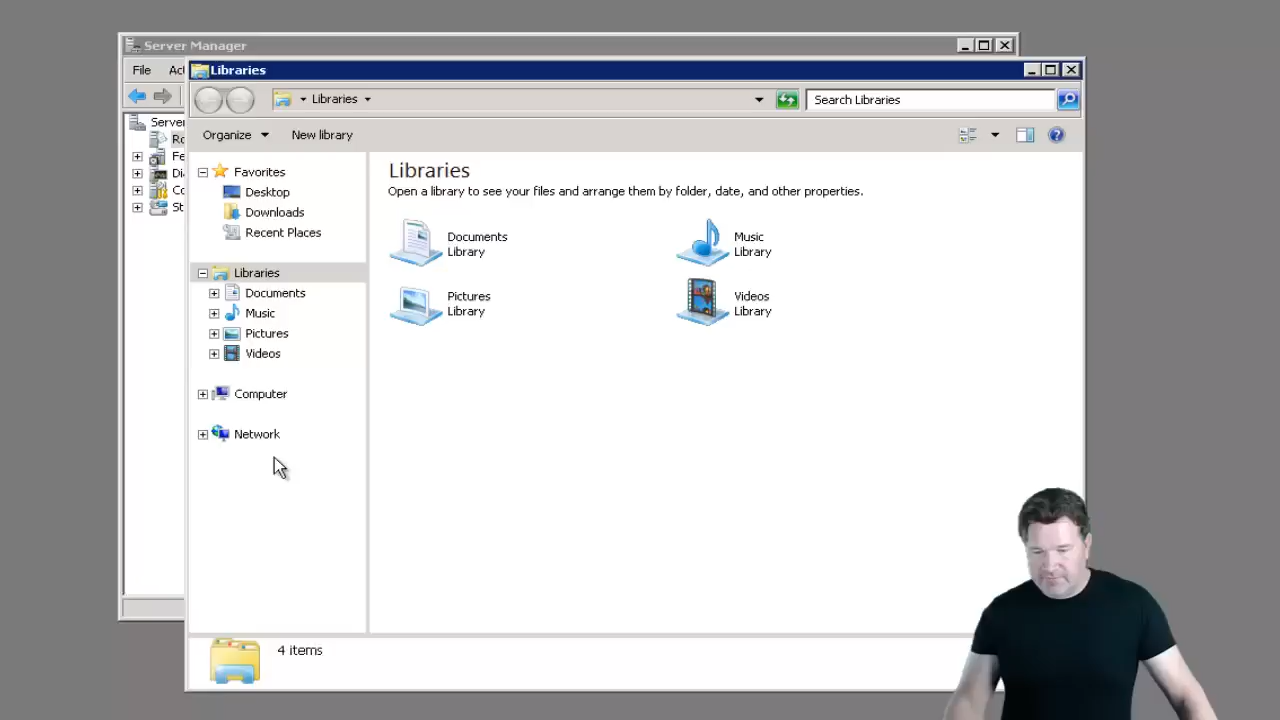 Server Manager
File
Libraries
Libraries
Search Libraries
Organize
New library
Favorites
Desktop
Downloads
Recent Places
Libraries
Documents
Music
Pictures
Videos
Computer
Network
Libraries
Open a library to see your files and arrange them by folder, date, and other properties.
Documents
Library
Music
Library
Pictures
Library
Videos
Library
4 items